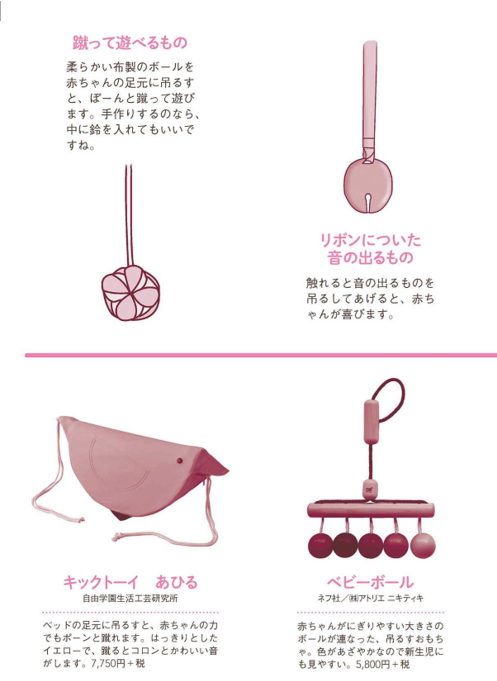 蹴って遊べるもの
柔らかい布製のボールを
赤ちゃんの足元に吊るす
と、ぽーんと蹴って遊び
ます。手作りするのなら、
中に鈴を入れてもいいで
すね。
リボンについた
音の出るもの
触れると音の出るものを
吊るしてあげると、赤ち
ゃんが喜びます。
キックトーイ　あひる
自由学園生活工芸研究所
ベッドの足元に吊るすと、赤ちゃんの力
でもポーンと蹴れます。はっきりとした
イエローで、蹴るとコロンとかわいい音
がします。7,750円＋税
ベビーボール
ネフ社／㈱アトリエ ニキティキ
赤ちゃんがにぎりやすい大きさの
ボールが連なった、吊るすおもち
ゃ。色があざやかなので新生児に
も見やすい。5,800円＋税